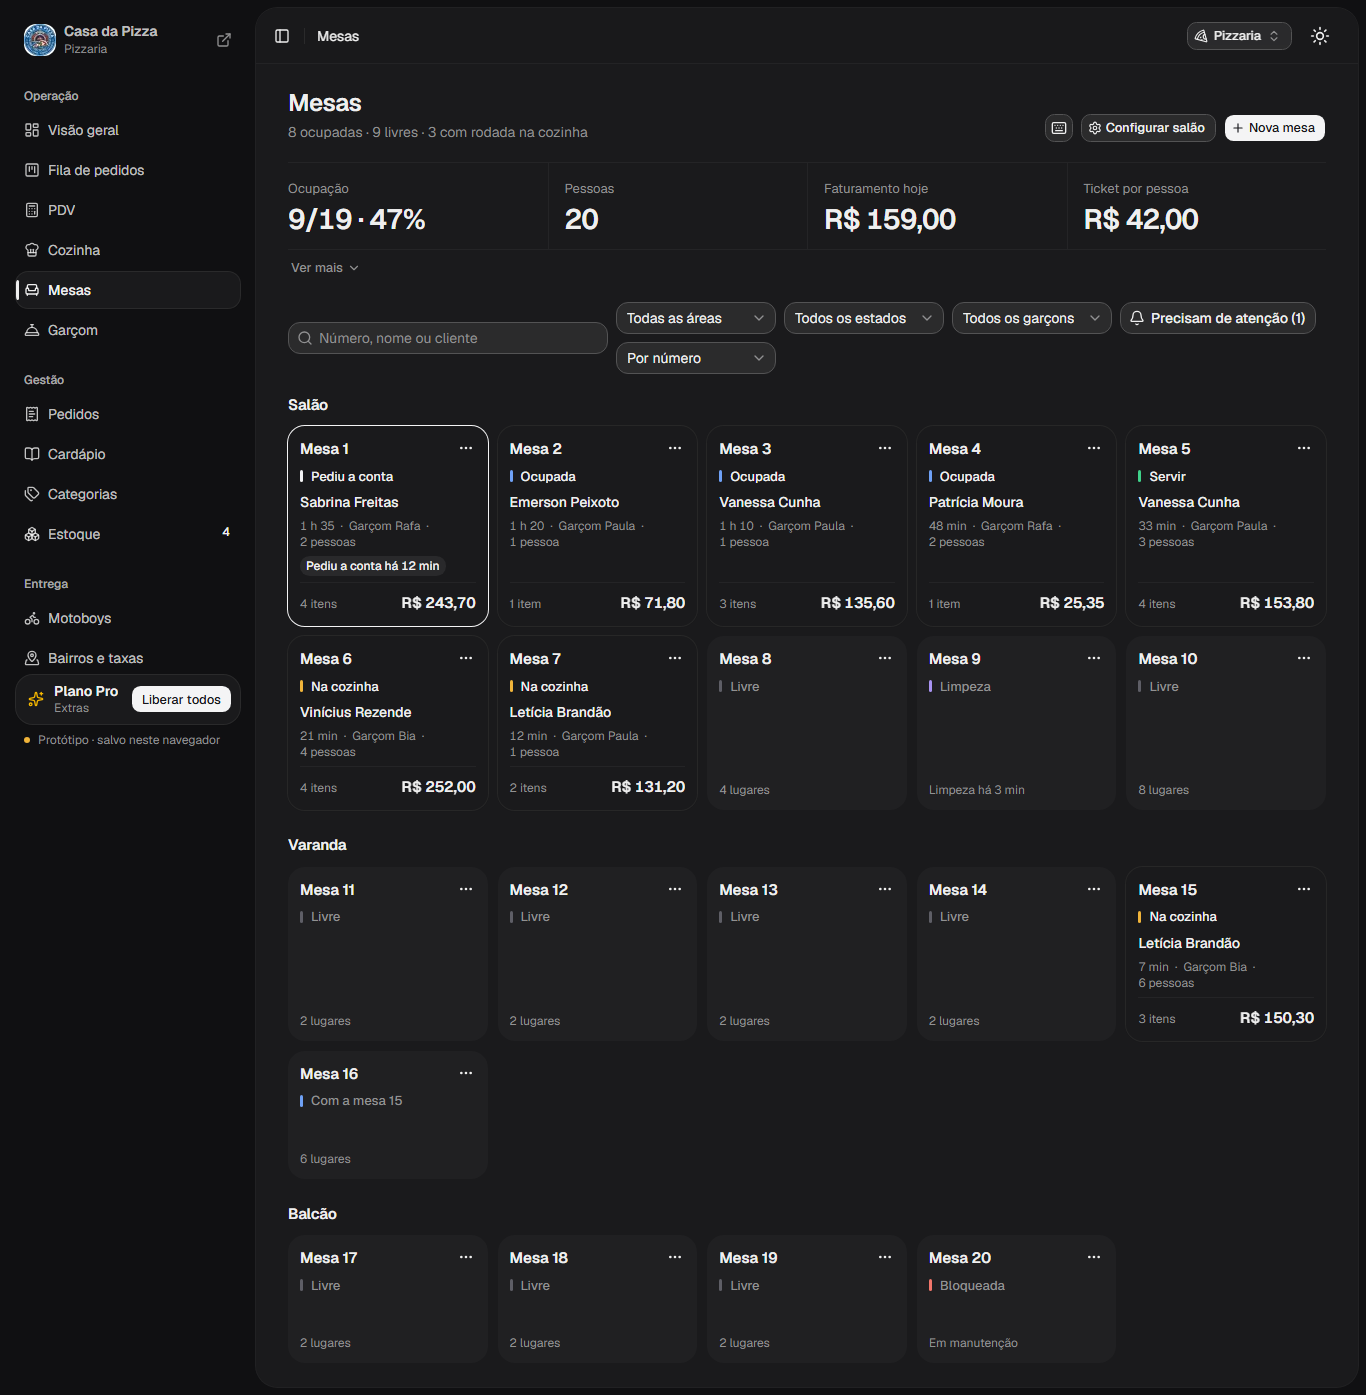 Casa da Pizza
Pizzaria
Operação
Visão geral
Fila de pedidos
PDV
Cozinha
Mesas
Garçom
Gestão
Pedidos
Cardápio
Categorias
Estoque 4
Entrega
Motoboys
Bairros e taxas
Plano Pro
Extras
Liberar todos
Protótipo · salvo neste navegador
Mesas
Pizzaria
Mesas
8 ocupadas · 9 livres · 3 com rodada na cozinha
Configurar salão
Nova mesa
Ocupação
9/19 · 47%
Pessoas
20
Faturamento hoje
R$ 159,00
Ticket por pessoa
R$ 42,00
Ver mais
Número, nome ou cliente
Todas as áreas
Todos os estados
Todos os garçons
Precisam de atenção (1)
Por número
Salão
Mesa 1
Pediu a conta
Sabrina Freitas
1 h 35 · Garçom Rafa ·
2 pessoas
Pediu a conta há 12 min
4 itens R$ 243,70
Mesa 2
Ocupada
Emerson Peixoto
1 h 20 · Garçom Paula ·
1 pessoa
1 item R$ 71,80
Mesa 3
Ocupada
Vanessa Cunha
1 h 10 · Garçom Paula ·
1 pessoa
3 itens R$ 135,60
Mesa 4
Ocupada
Patrícia Moura
48 min · Garçom Rafa ·
2 pessoas
1 item R$ 25,35
Mesa 5
Servir
Vanessa Cunha
33 min · Garçom Paula ·
3 pessoas
4 itens R$ 153,80
Mesa 6
Na cozinha
Vinícius Rezende
21 min · Garçom Bia ·
4 pessoas
4 itens R$ 252,00
Mesa 7
Na cozinha
Letícia Brandão
12 min · Garçom Paula ·
1 pessoa
2 itens R$ 131,20
Mesa 8
Livre
4 lugares
Mesa 9
Limpeza
Limpeza há 3 min
Mesa 10
Livre
8 lugares
Varanda
Mesa 11
Livre
2 lugares
Mesa 12
Livre
2 lugares
Mesa 13
Livre
2 lugares
Mesa 14
Livre
2 lugares
Mesa 15
Na cozinha
Letícia Brandão
7 min · Garçom Bia ·
6 pessoas
3 itens R$ 150,30
Mesa 16
Com a mesa 15
6 lugares
Balcão
Mesa 17
Livre
2 lugares
Mesa 18
Livre
2 lugares
Mesa 19
Livre
2 lugares
Mesa 20
Bloqueada
Em manutenção